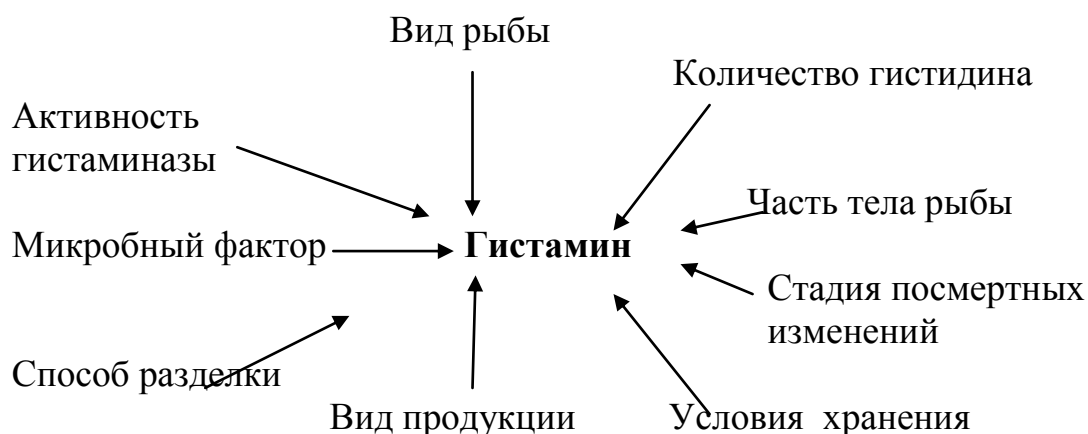 Вид рыбы
Количество гистидина
Активность
гистаминазы
Часть тела рыбы
Микробный фактор
Гистамин
Стадия посмертных
изменений
Способ разделки
Вид продукции
Условия хранения